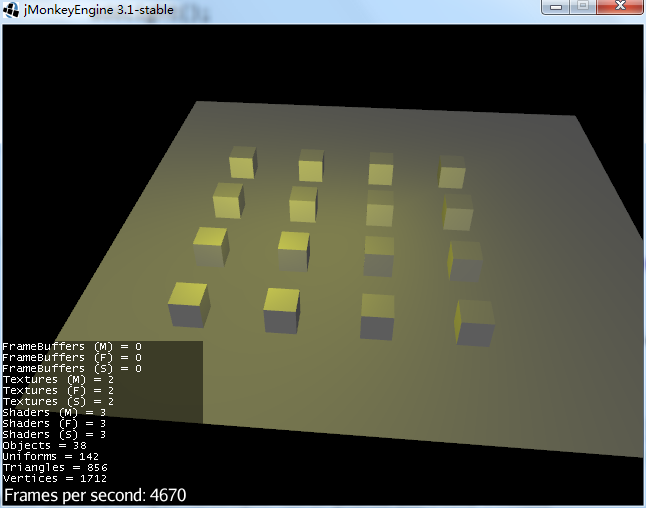 jMonkeyEngine 3.1-stable
FrameBuffers (M) = 0
FrameBuffers (F) = 0
FrameBuffers (S) = 0
Textures (M) = 2
Textures (F) = 2
Textures (S) = 2
Shaders (M) = 3
Shaders (F) = 3
Shaders (S) = 3
Objects = 38
Uniforms = 142
Triangles = 856
Vertices = 1712
Frames per second: 4670